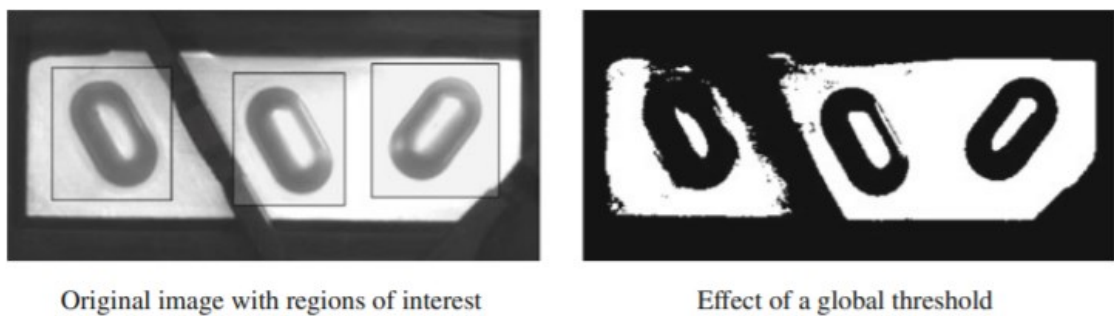 Original image with regions of interest
Effect of a global threshold